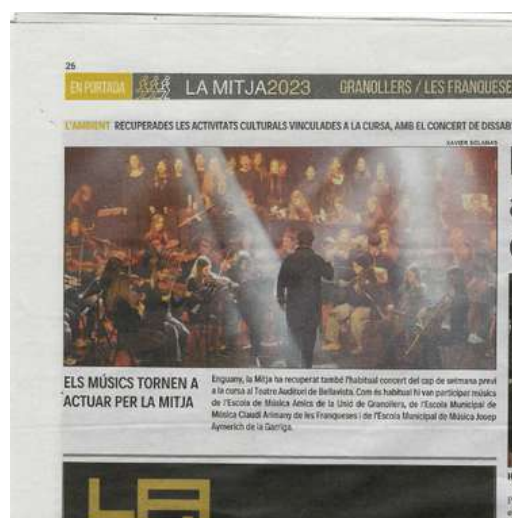 26
EN PORTADA LA MITJA2023 GRANOLLERS / LES FRANQUESE
L'AMBIENT RECUPERADES LES ACTIVITATS CULTURALS VINCULADES A LA CURSA, AMB EL CONCERT DE DISSAB
XAVIER SOLANAS
ELS MÚSICS TORNEN A
ACTUAR PER LA MITJA
Enguany, la Mitja ha recuperat també l'habitual concert del cap de setmana previ
a la cursa al Teatre Auditori de Bellavista. Com és habitual hi van participar músics
de l'Escola de Música Amics de la Unió de Granollers, de l'Escola Municipal de
Música Claudi Arimany de les Franqueses i de l'Escola Municipal de Música Josep
Aymerich de la Garriga.